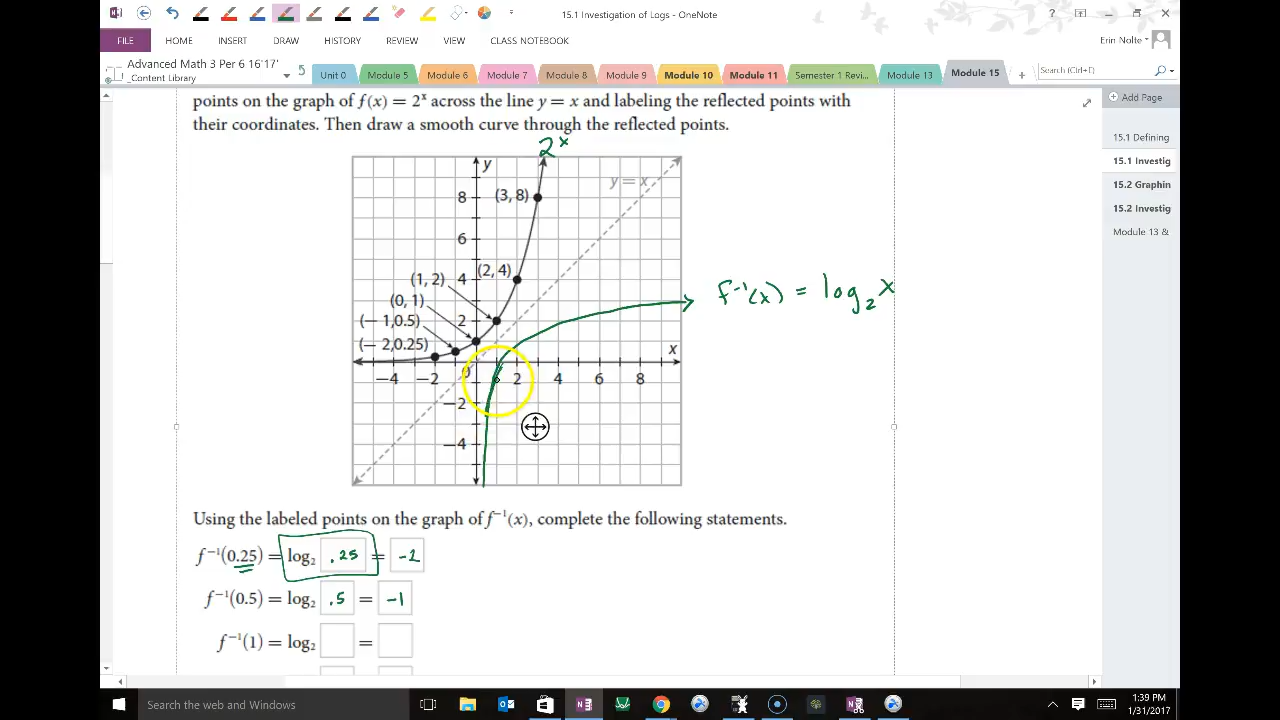 15.1 Investigation of Logs - OneNote
?
FILE HOME INSERT DRAW HISTORY REVIEW VIEW CLASS NOTEBOOK Erin Nolte
Advanced Math 3 Per 6 16'17'
_Content Library
Unit 0 Module 5 Module 6 Module 7 Module 8 Module 9 Module 10 Module 11 Semester 1 Revi... Module 13 Module 15 + Search (Ctrl+E)
Add Page
15.1 Defining
15.1 Investig
15.2 Graphin
15.2 Investig
Module 13 &
points on the graph of f(x) = 2ˣ across the line y = x and labeling the reflected points with
their coordinates. Then draw a smooth curve through the reflected points.
2ˣ
y
y = x
8 (3, 8)
6
(1, 2) 4 (2, 4)
f⁻¹(x) = log₂ x
(0, 1)
(− 1,0.5) 2
(− 2,0.25) x
−4 −2 0 2 4 6 8
−2
−4
Using the labeled points on the graph of f⁻¹(x), complete the following statements.
f⁻¹(0.25) = log₂ .25 = -2
f⁻¹(0.5) = log₂ .5 = -1
f⁻¹(1) = log₂ =
Search the web and Windows
1:39 PM
1/31/2017